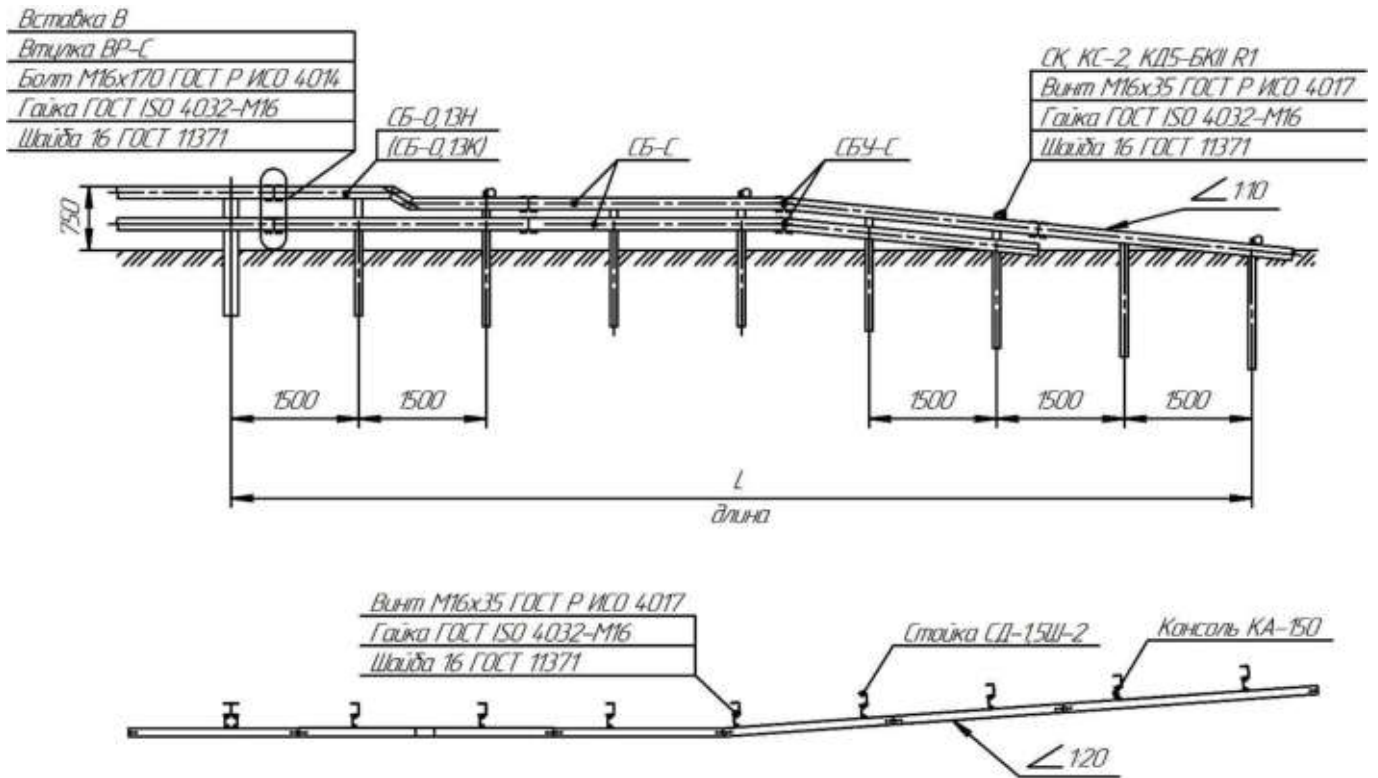 Вставка В
Втулка ВР-С
Болт М16х170 ГОСТ Р ИСО 4014
Гайка ГОСТ ISO 4032-М16
Шайба 16 ГОСТ 11371
СБ-0,13Н
(СБ-0,13К)
СБ-С
СБУ-С
СК, КС-2, КД5-БКII R1
Винт М16х35 ГОСТ Р ИСО 4017
Гайка ГОСТ ISO 4032-М16
Шайба 16 ГОСТ 11371
1:10
750
1500
1500
1500
1500
1500
L
длина
Винт М16х35 ГОСТ Р ИСО 4017
Гайка ГОСТ ISO 4032-М16
Шайба 16 ГОСТ 11371
Стойка СД-1,5Ш-2
Консоль КА-150
1:20